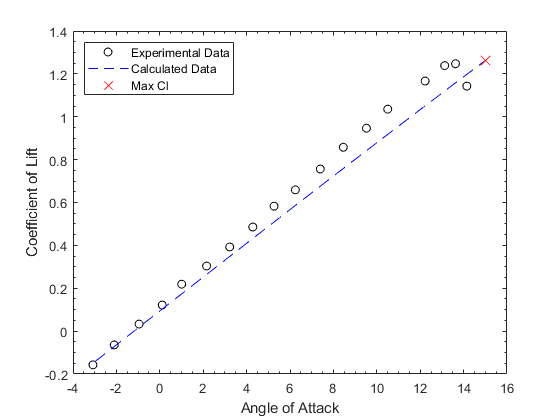 1.4
1.2
1
0.8
0.6
0.4
0.2
0
-0.2
Coefficient of Lift
Experimental Data
Calculated Data
Max Cl
-4 -2 0 2 4 6 8 10 12 14 16
Angle of Attack